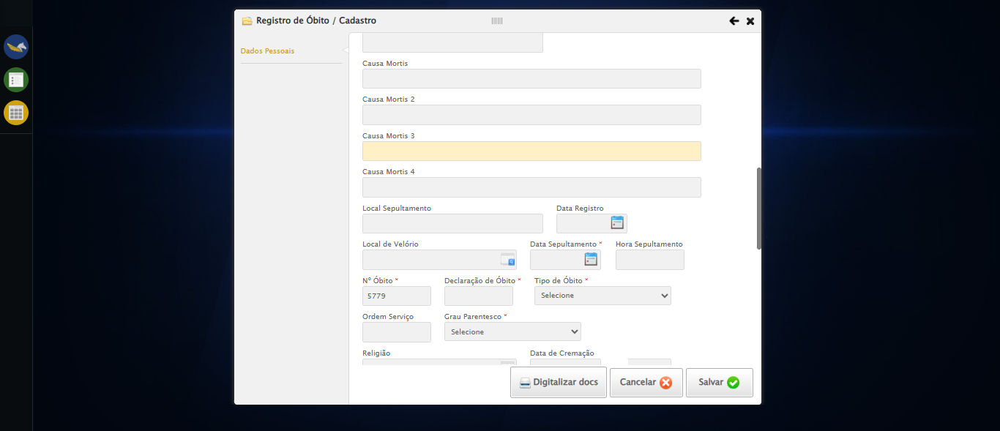 Registro de Óbito / Cadastro
Dados Pessoais
Causa Mortis
Causa Mortis 2
Causa Mortis 3
Causa Mortis 4
Local Sepultamento Data Registro
Local de Velório Data Sepultamento * Hora Sepultamento
Nº Óbito * Declaração de Óbito * Tipo de Óbito *
5779 Selecione
Ordem Serviço Grau Parentesco *
Selecione
Religião Data de Cremação
Digitalizar docs Cancelar Salvar